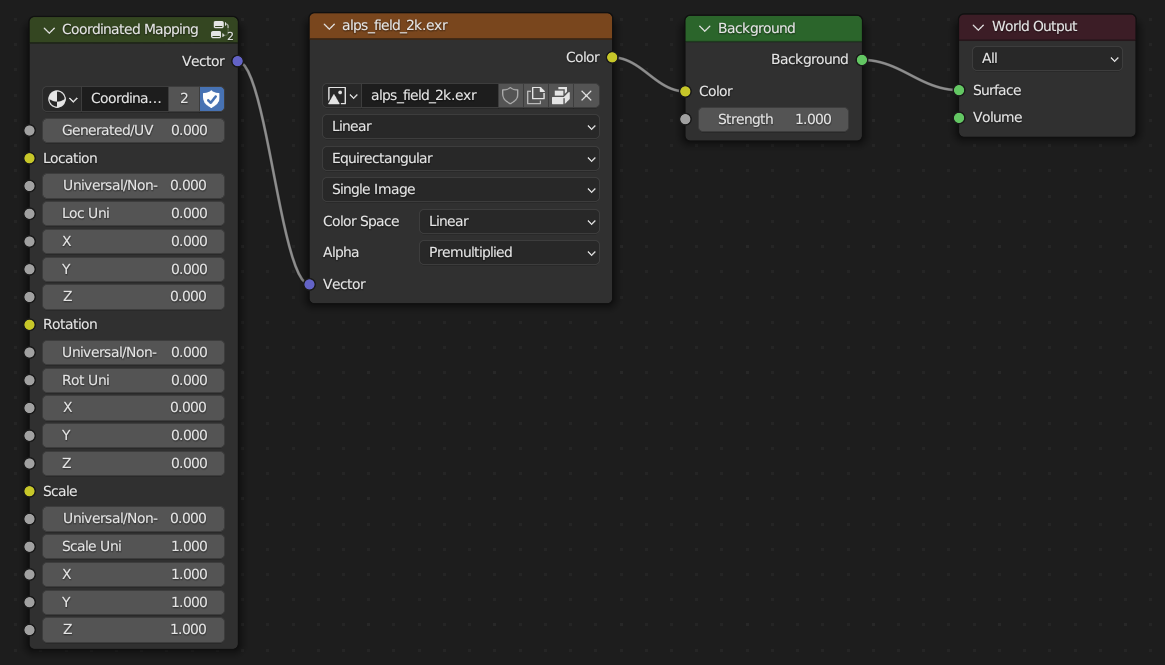 Coordinated Mapping
2
Vector
Coordina...
2
Generated/UV 0.000
Location
Universal/Non- 0.000
Loc Uni 0.000
X 0.000
Y 0.000
Z 0.000
Rotation
Universal/Non- 0.000
Rot Uni 0.000
X 0.000
Y 0.000
Z 0.000
Scale
Universal/Non- 0.000
Scale Uni 1.000
X 1.000
Y 1.000
Z 1.000
alps_field_2k.exr
Color
alps_field_2k.exr
Linear
Equirectangular
Single Image
Color Space Linear
Alpha Premultiplied
Vector
Background
Background
Color
Strength 1.000
World Output
All
Surface
Volume